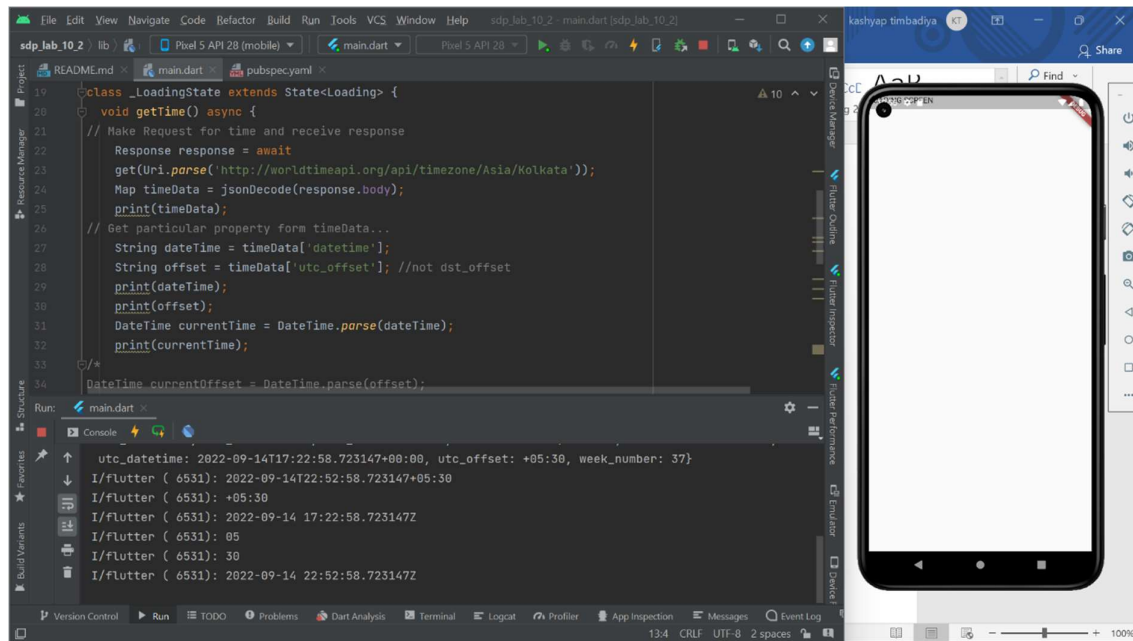 File Edit View Navigate Code Refactor Build Run Tools VCS Window Help sdp_lab_10_2 - main.dart [sdp_lab_10_2]
kashyap timbadiya KT
Share
sdp_lab_10_2 lib Pixel 5 API 28 (mobile) main.dart Pixel 5 API 28
README.md main.dart pubspec.yaml
Find
19 class _LoadingState extends State<Loading> {
10
20 void getTime() async {
21 // Make Request for time and receive response
22 Response response = await
23 get(Uri.parse('http://worldtimeapi.org/api/timezone/Asia/Kolkata'));
24 Map timeData = jsonDecode(response.body);
25 print(timeData);
26 // Get particular property form timeData...
27 String dateTime = timeData['datetime'];
28 String offset = timeData['utc_offset']; //not dst_offset
29 print(dateTime);
30 print(offset);
31 DateTime currentTime = DateTime.parse(dateTime);
32 print(currentTime);
33 /*
34 DateTime currentOffset = DateTime.parse(offset);
Project
Resource Manager
Structure
Favorites
Build Variants
Device Manager
Flutter Outline
Flutter Inspector
Flutter Performance
Emulator
Run: main.dart
Console
utc_datetime: 2022-09-14T17:22:58.723147+00:00, utc_offset: +05:30, week_number: 37}
I/flutter ( 6531): 2022-09-14T22:52:58.723147+05:30
I/flutter ( 6531): +05:30
I/flutter ( 6531): 2022-09-14 17:22:58.723147Z
I/flutter ( 6531): 05
I/flutter ( 6531): 30
I/flutter ( 6531): 2022-09-14 22:52:58.723147Z
Version Control Run TODO Problems Dart Analysis Terminal Logcat Profiler App Inspection Messages Event Log
13:4 CRLF UTF-8 2 spaces
100%